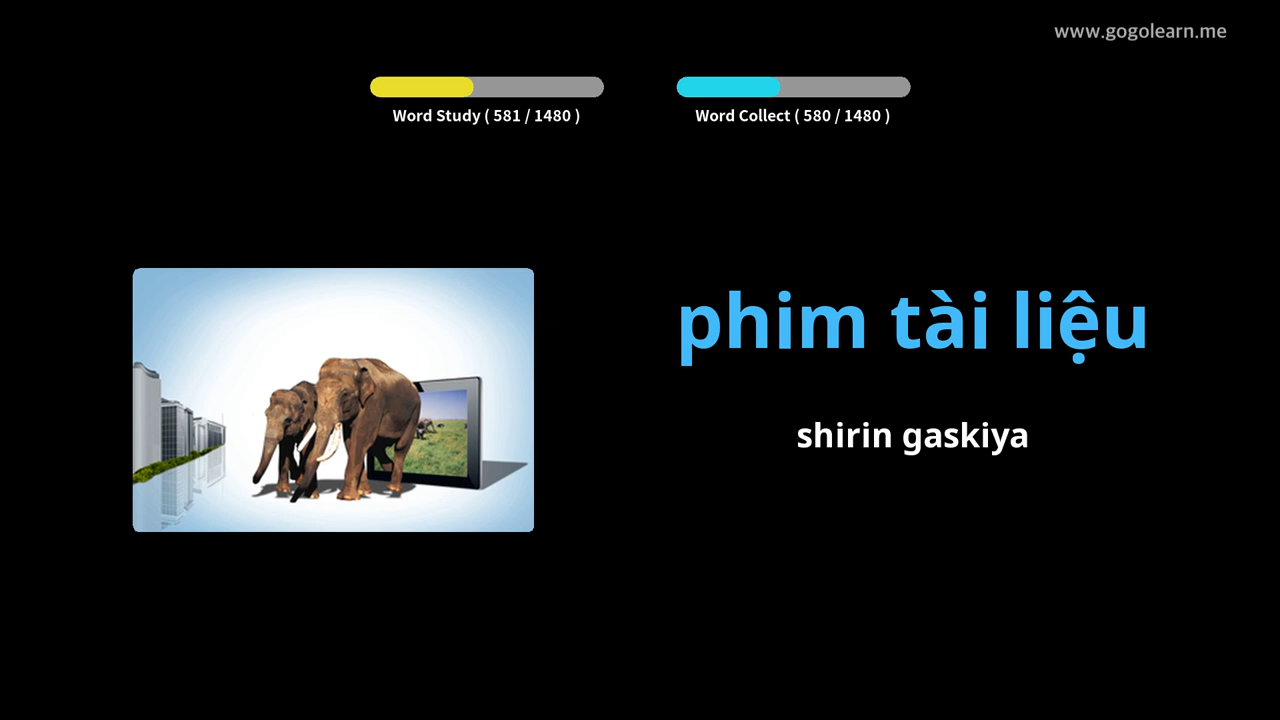 www.gogolearn.me
Word Study ( 581 / 1480 )
Word Collect ( 580 / 1480 )
phim tài liệu
shirin gaskiya